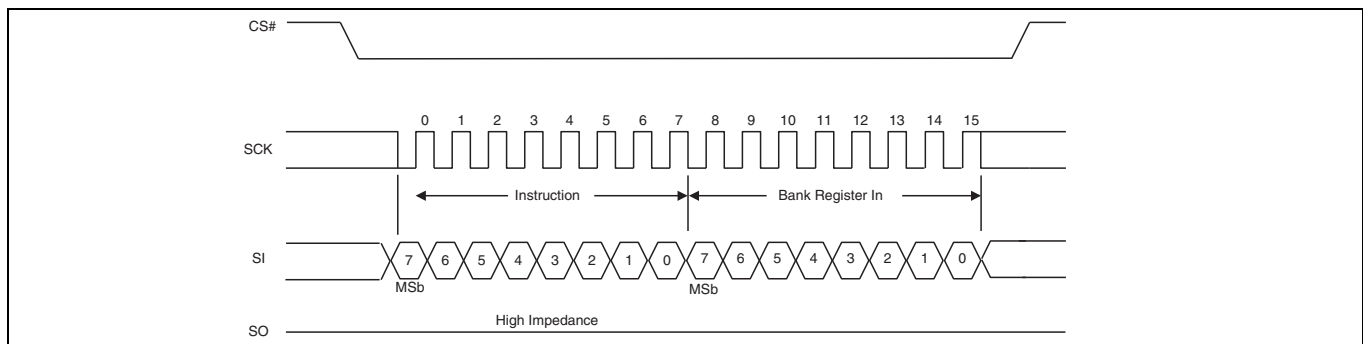 CS#
0 1 2 3 4 5 6 7 8 9 10 11 12 13 14 15
SCK
Instruction Bank Register In
SI 7 6 5 4 3 2 1 0 7 6 5 4 3 2 1 0
MSb MSb
High Impedance
SO